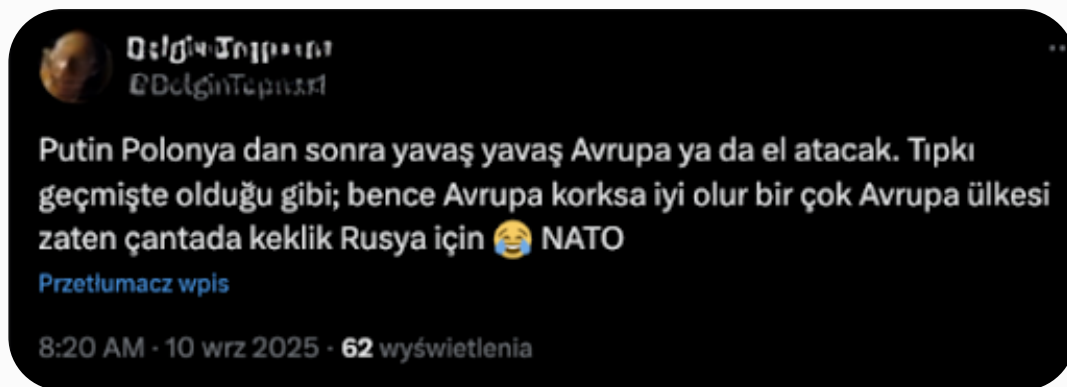 Putin Polonya dan sonra yavaş yavaş Avrupa ya da el atacak. Tıpkı
geçmişte olduğu gibi; bence Avrupa korksa iyi olur bir çok Avrupa ülkesi
zaten çantada keklik Rusya için 😂 NATO
Przetłumacz wpis
8:20 AM · 10 wrz 2025 · 62 wyświetlenia